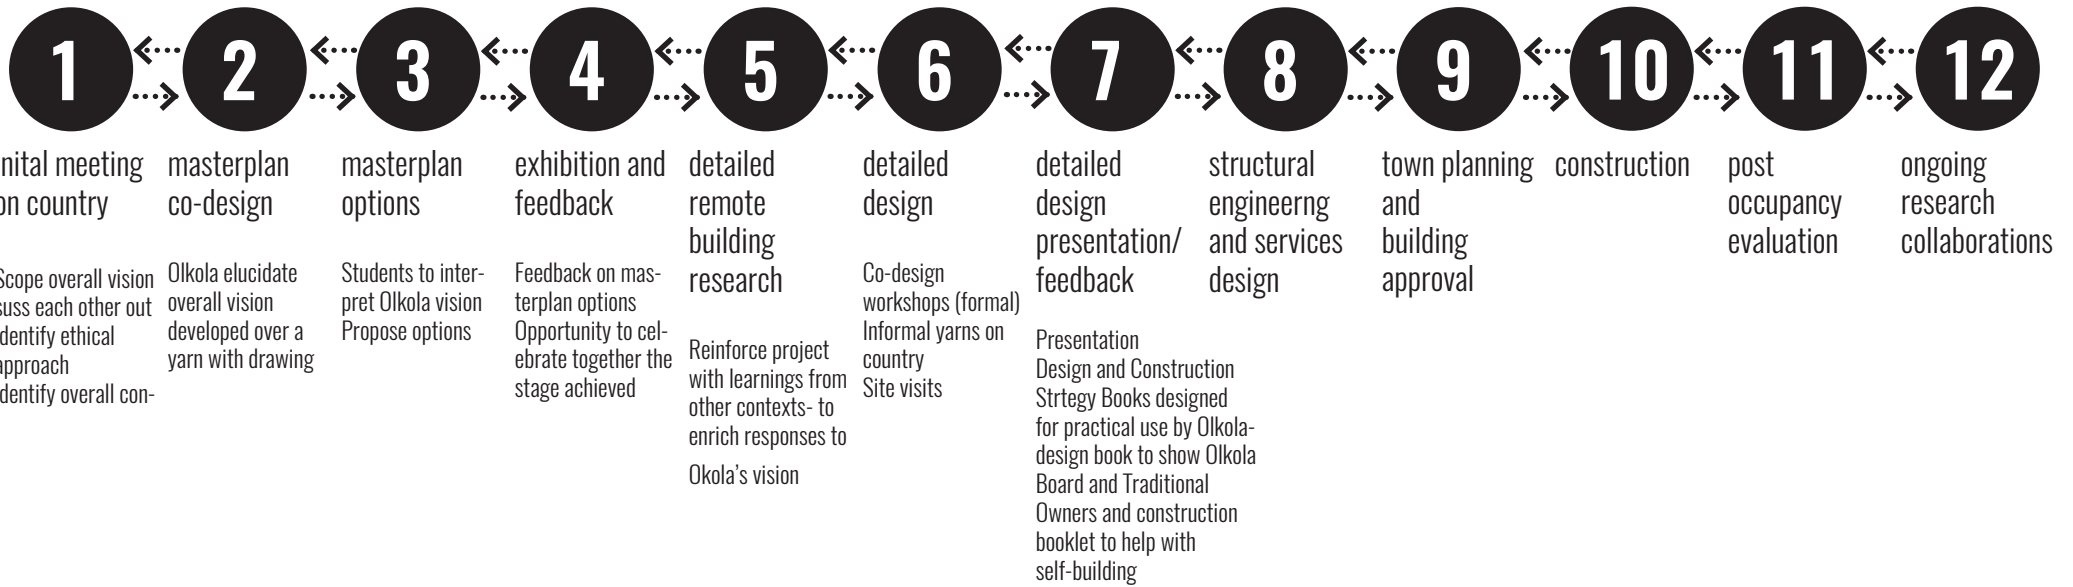 1
2
3
4
5
6
7
8
9
10
11
12
nital meeting
on country
Scope overall vision
suss each other out
dentify ethical
approach
dentify overall con-
masterplan
co-design
Olkola elucidate
overall vision
developed over a
yarn with drawing
masterplan
options
Students to inter-
pret Olkola vision
Propose options
exhibition and
feedback
Feedback on mas-
terplan options
Opportunity to cel-
ebrate together the
stage achieved
detailed
remote
building
research
Reinforce project
with learnings from
other contexts- to
enrich responses to
Okola’s vision
detailed
design
Co-design
workshops (formal)
Informal yarns on
country
Site visits
detailed
design
presentation/
feedback
Presentation
Design and Construction
Strtegy Books designed
for practical use by Olkola-
design book to show Olkola
Board and Traditional
Owners and construction
booklet to help with
self-building
structural
engineerng
and services
design
town planning
and
building
approval
construction
post
occupancy
evaluation
ongoing
research
collaborations